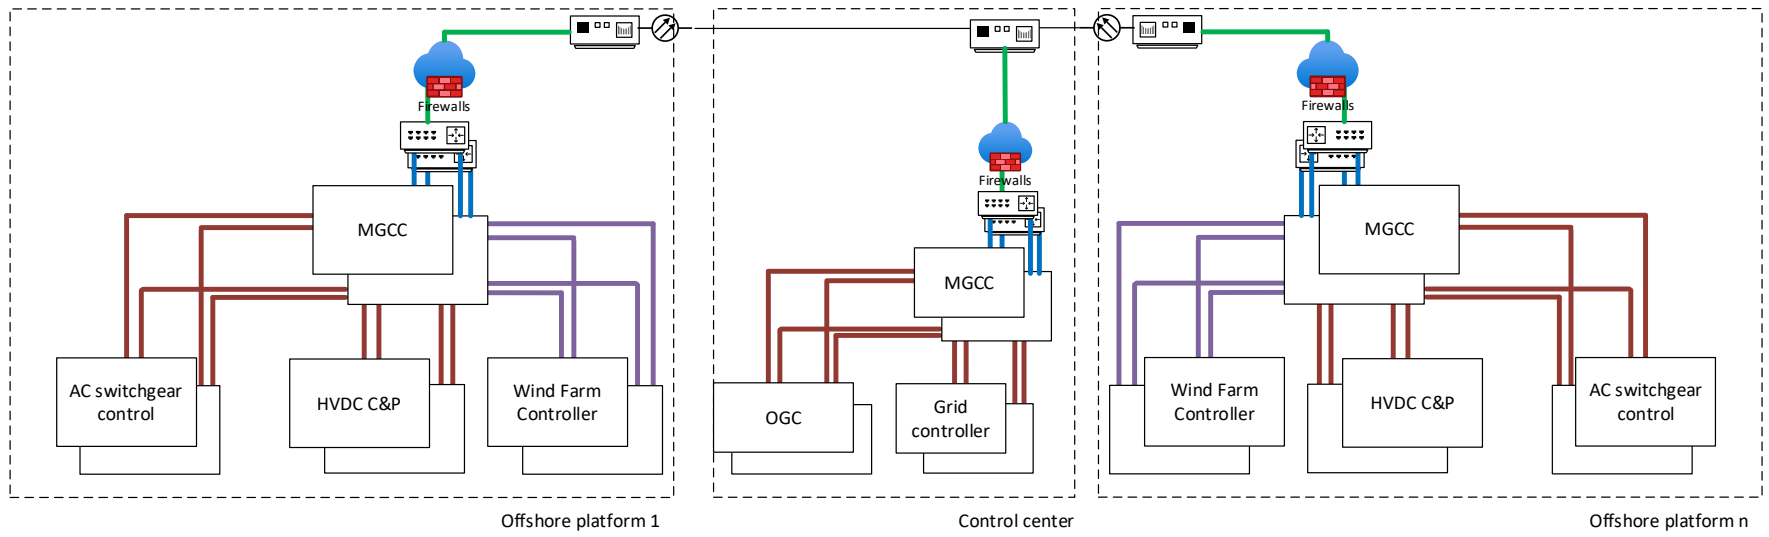 Firewalls
MGCC
AC switchgear
control
HVDC C&P
Wind Farm
Controller
Offshore platform 1
Firewalls
MGCC
OGC
Grid
controller
Control center
Firewalls
MGCC
Wind Farm
Controller
HVDC C&P
AC switchgear
control
Offshore platform n